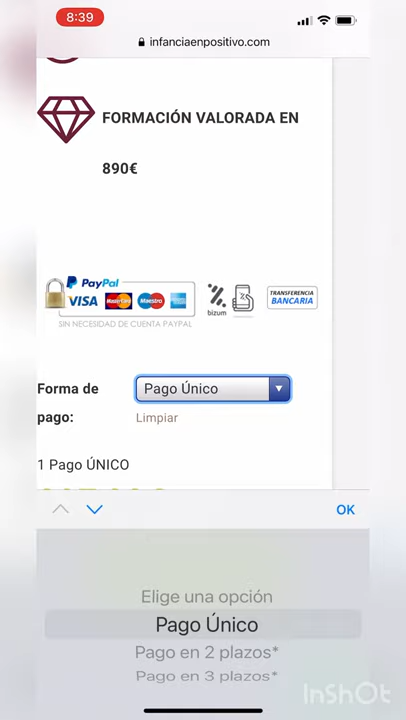 8:39
infanciaenpositivo.com
FORMACIÓN VALORADA EN
890€
PayPal
VISA MasterCard Maestro
SIN NECESIDAD DE CUENTA PAYPAL
bizum
TRANSFERENCIA
BANCARIA
Forma de
pago:
Pago Único
Limpiar
1 Pago ÚNICO
OK
Elige una opción
Pago Único
Pago en 2 plazos*
Pago en 3 plazos*
InShOt